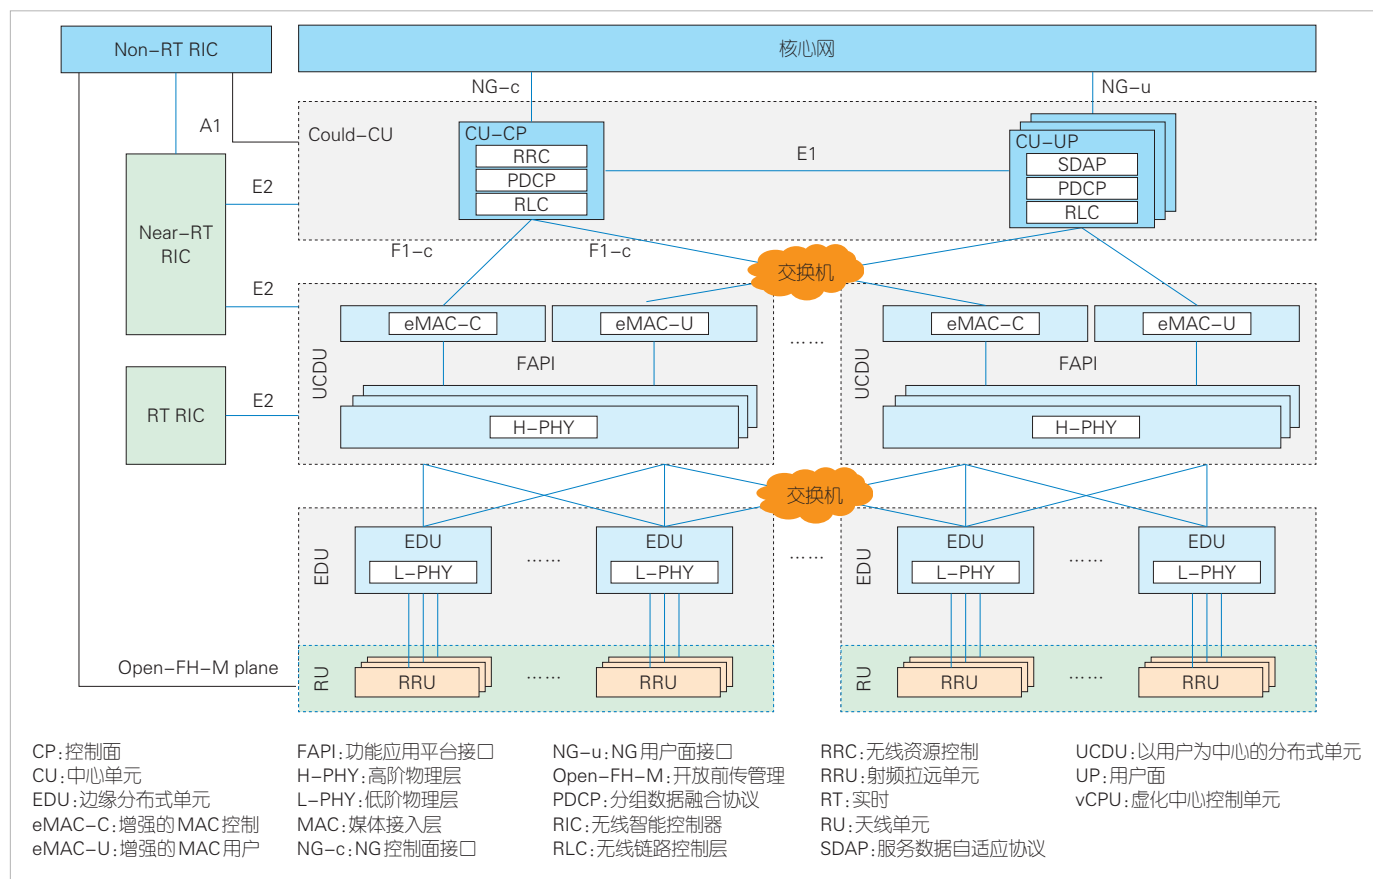 Non-RT RIC
核心网
NG-c
NG-u
A1
Could-CU
CU-CP
RRC
PDCP
RLC
E1
CU-UP
SDAP
PDCP
RLC
E2
Near-RT
RIC
F1-c
F1-c
交换机
E2
UCDU
eMAC-C
eMAC-U
FAPI
H-PHY
……
UCDU
eMAC-C
eMAC-U
FAPI
H-PHY
RT RIC
E2
交换机
EDU
EDU
L-PHY
……
EDU
L-PHY
……
EDU
EDU
L-PHY
……
EDU
L-PHY
Open-FH-M plane
RU
RRU
……
RRU
RU
RRU
……
RRU
CP:控制面
CU:中心单元
EDU:边缘分布式单元
eMAC-C:增强的MAC控制
eMAC-U:增强的MAC用户
FAPI:功能应用平台接口
H-PHY:高阶物理层
L-PHY:低阶物理层
MAC:媒体接入层
NG-c:NG控制面接口
NG-u:NG用户面接口
Open-FH-M:开放前传管理
PDCP:分组数据融合协议
RIC:无线智能控制器
RLC:无线链路控制层
RRC:无线资源控制
RRU:射频拉远单元
RT:实时
RU:天线单元
SDAP:服务数据自适应协议
UCDU:以用户为中心的分布式单元
UP:用户面
vCPU:虚化中心控制单元